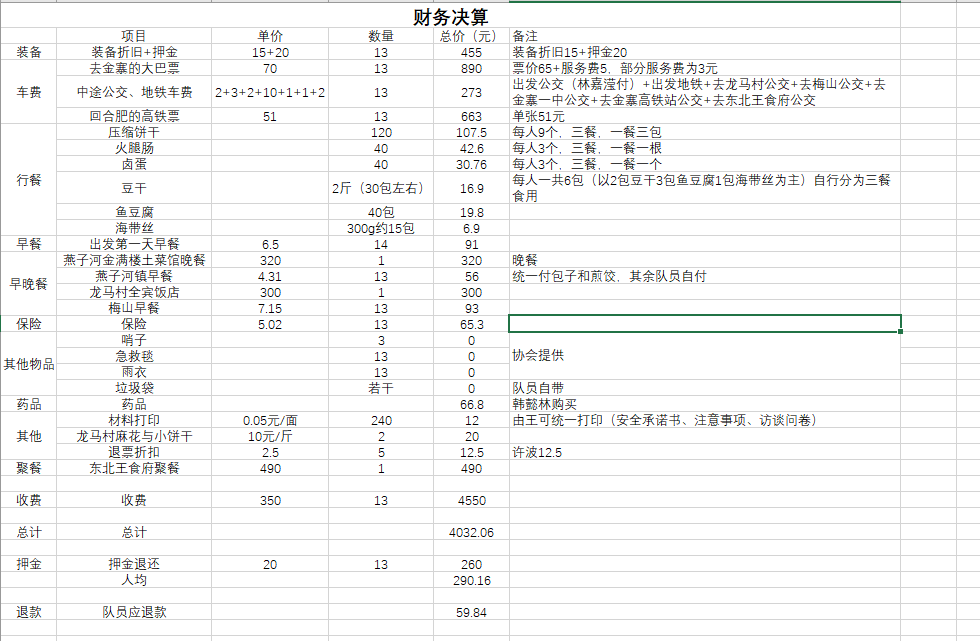 财务决算
项目 单价 数量 总价（元） 备注
装备 装备折旧+押金 15+20 13 455 装备折旧15+押金20
车费 去金寨的大巴票 70 13 890 票价65+服务费5，部分服务费为3元
中途公交、地铁车费 2+3+2+10+1+1+2 13 273 出发公交（林嘉滢付）+出发地铁+去龙马村公交+去梅山公交+去
金寨一中公交+去金寨高铁站公交+去东北王食府公交
回合肥的高铁票 51 13 663 单张51元
行餐 压缩饼干 120 107.5 每人9个，三餐，一餐三包
火腿肠 40 42.6 每人3个，三餐，一餐一根
卤蛋 40 30.76 每人3个，三餐，一餐一个
豆干 2斤（30包左右） 16.9 每人一共6包（以2包豆干3包鱼豆腐1包海带丝为主）自行分为三餐
食用
鱼豆腐 40包 19.8
海带丝 300g约15包 6.9
早餐 出发第一天早餐 6.5 14 91
早晚餐 燕子河金满楼土菜馆晚餐 320 1 320 晚餐
燕子河镇早餐 4.31 13 56 统一付包子和煎饺，其余队员自付
龙马村全宾饭店 300 1 300
梅山早餐 7.15 13 93
保险 保险 5.02 13 65.3
其他物品 哨子 3 0 协会提供
急救毯 13 0
雨衣 13 0
垃圾袋 若干 0 队员自带
药品 药品 66.8 韩懿林购买
其他 材料打印 0.05元/面 240 12 由王可统一打印（安全承诺书、注意事项、访谈问卷）
龙马村麻花与小饼干 10元/斤 2 20
退票折扣 2.5 5 12.5 许波12.5
聚餐 东北王食府聚餐 490 1 490
收费 收费 350 13 4550
总计 总计 4032.06
押金 押金退还 20 13 260
人均 290.16
退款 队员应退款 59.84